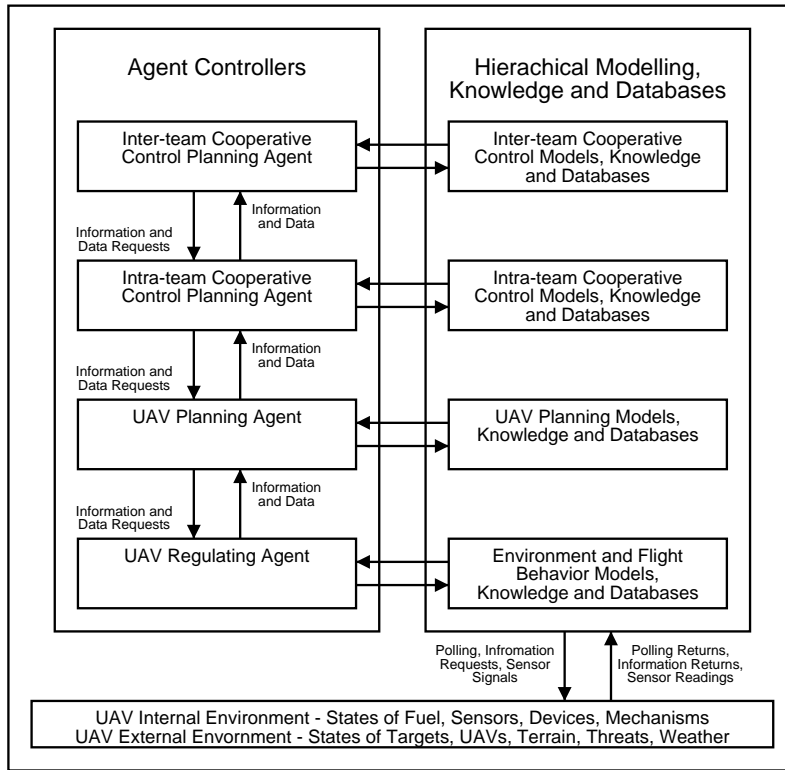 Agent Controllers
Hierachical Modelling,
Knowledge and Databases
Inter-team Cooperative
Control Planning Agent
Inter-team Cooperative
Control Models, Knowledge
and Databases
Information and
Data Requests
Information
and Data
Intra-team Cooperative
Control Planning Agent
Intra-team Cooperative
Control Models, Knowledge
and Databases
Information and
Data Requests
Information
and Data
UAV Planning Agent
UAV Planning Models,
Knowledge and Databases
Information and
Data Requests
Information
and Data
UAV Regulating Agent
Environment and Flight
Behavior Models,
Knowledge and Databases
Polling, Infromation
Requests, Sensor
Signals
Polling Returns,
Information Returns,
Sensor Readings
UAV Internal Environment - States of Fuel, Sensors, Devices, Mechanisms
UAV External Envornment - States of Targets, UAVs, Terrain, Threats, Weather